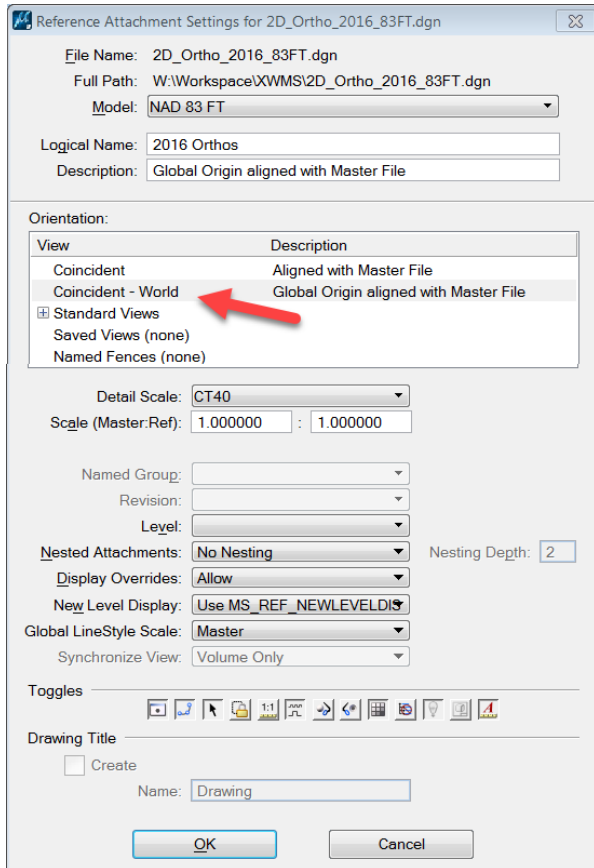 Reference Attachment Settings for 2D_Ortho_2016_83FT.dgn
File Name: 2D_Ortho_2016_83FT.dgn
Full Path: W:\Workspace\XWMS\2D_Ortho_2016_83FT.dgn
Model: NAD 83 FT
Logical Name: 2016 Orthos
Description: Global Origin aligned with Master File
Orientation:
View Description
Coincident Aligned with Master File
Coincident - World Global Origin aligned with Master File
Standard Views
Saved Views (none)
Named Fences (none)
Detail Scale: CT40
Scale (Master:Ref): 1.000000 : 1.000000
Named Group:
Revision:
Level:
Nested Attachments: No Nesting Nesting Depth: 2
Display Overrides: Allow
New Level Display: Use MS_REF_NEWLEVELDIS
Global LineStyle Scale: Master
Synchronize View: Volume Only
Toggles
1:1 A
Drawing Title
Create
Name: Drawing
OK Cancel